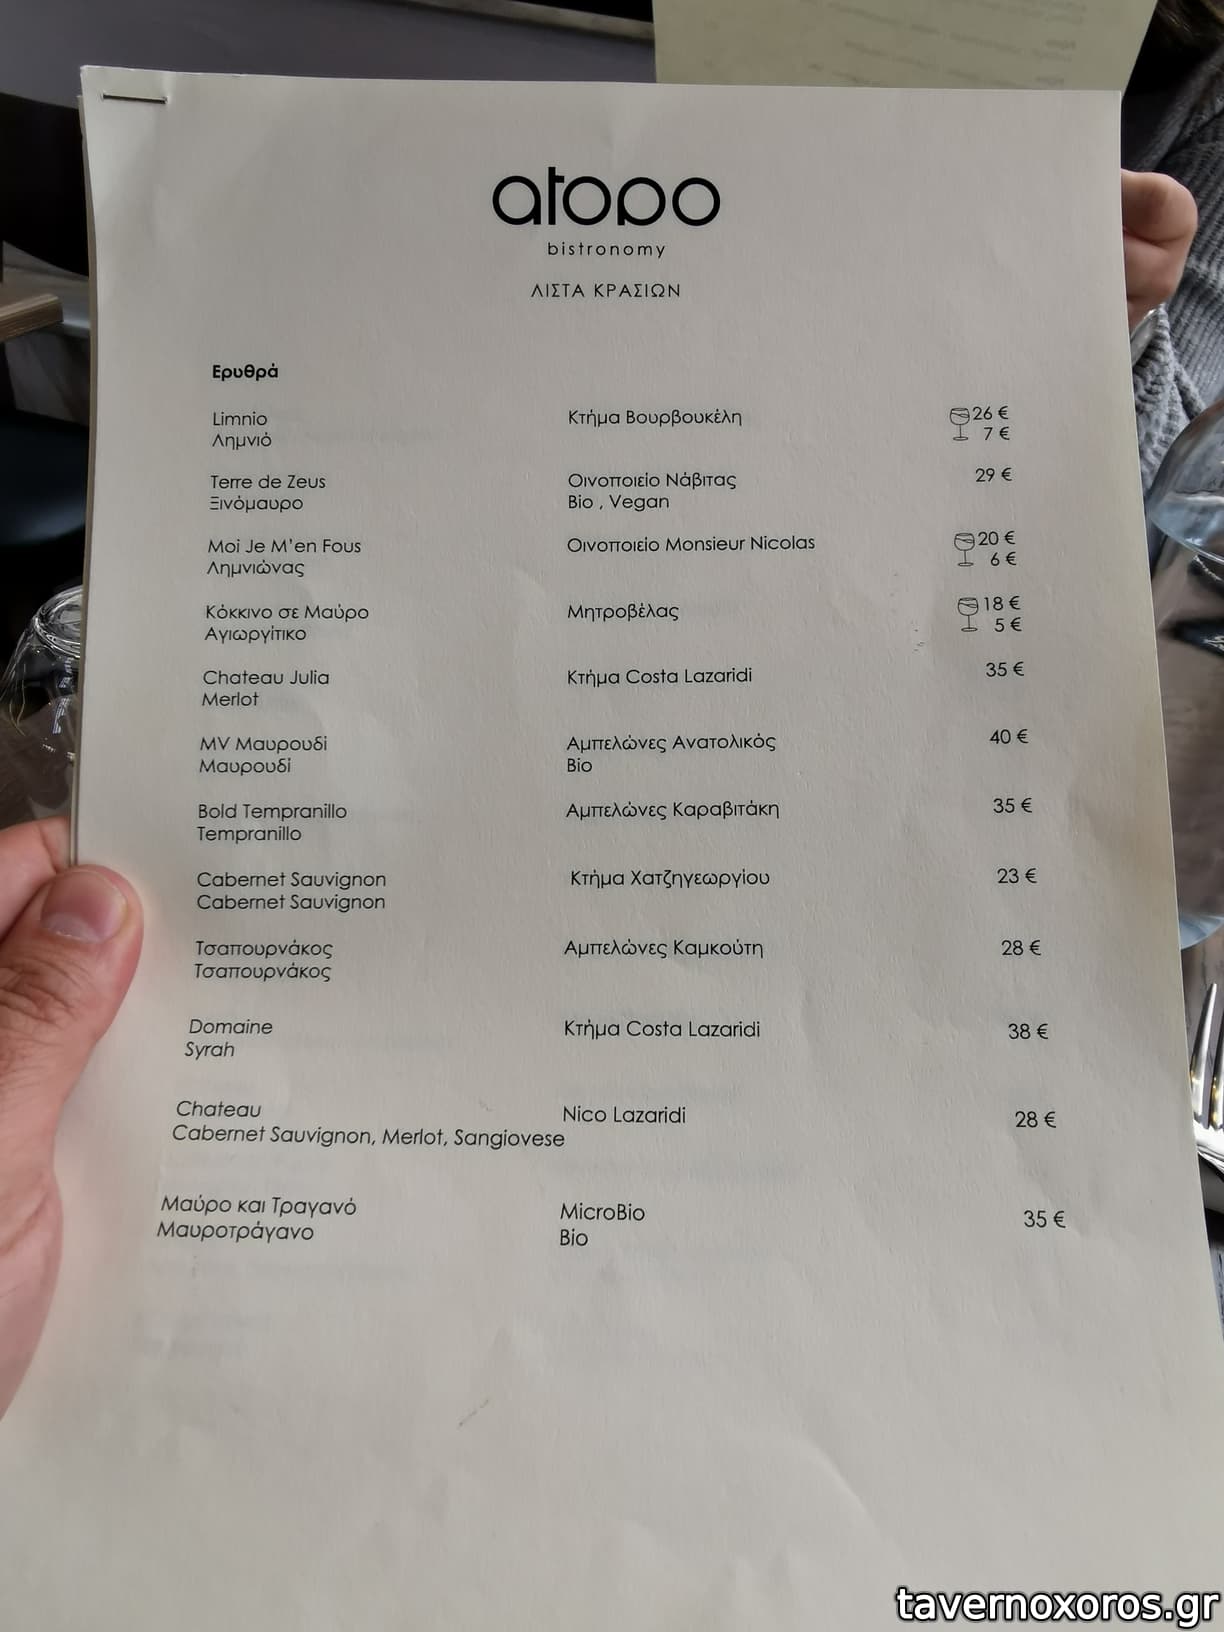 atopo
bistronomy
ΛΙΣΤΑ ΚΡΑΣΙΩΝ
Ερυθρά
Limnio Κτήμα Βουρβουκέλη 26 €
Λημνιό 7 €
Terre de Zeus Οινοποιείο Νάβιτας 29 €
Ξινόμαυρο Bio , Vegan
Moi Je M'en Fous Οινοποιείο Monsieur Nicolas 20 €
Λημνιώνας 6 €
Κόκκινο σε Μαύρο Μητροβέλας 18 €
Αγιωργίτικο 5 €
Chateau Julia Κτήμα Costa Lazaridi 35 €
Merlot
MV Μαυρουδί Αμπελώνες Ανατολικός 40 €
Μαυρουδί Bio
Bold Tempranillo Αμπελώνες Καραβιτάκη 35 €
Tempranillo
Cabernet Sauvignon Κτήμα Χατζηγεωργίου 23 €
Cabernet Sauvignon
Τσαπουρνάκος Αμπελώνες Καμκούτη 28 €
Τσαπουρνάκος
Domaine Κτήμα Costa Lazaridi 38 €
Syrah
Chateau Nico Lazaridi 28 €
Cabernet Sauvignon, Merlot, Sangiovese
Μαύρο και Τραγανό MicroBio 35 €
Μαυροτράγανο Bio
tavernoxoros.gr